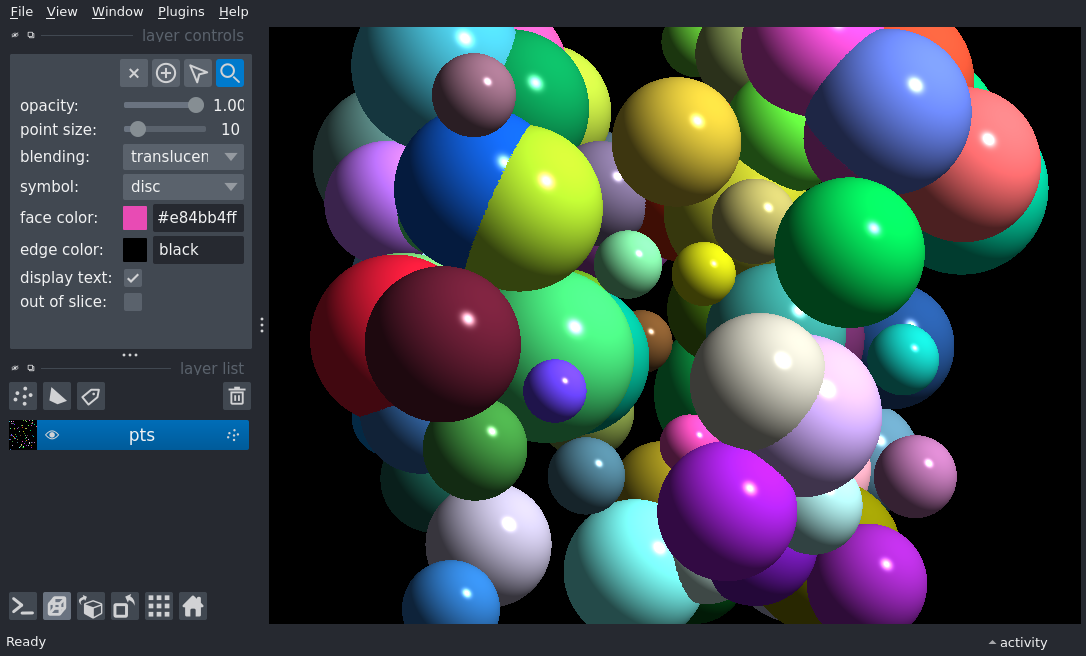 File View Window Plugins Help
layer controls
opacity: 1.00
point size: 10
blending: translucen
symbol: disc
face color: #e84bb4ff
edge color: black
display text:
out of slice:
layer list
pts
Ready
activity